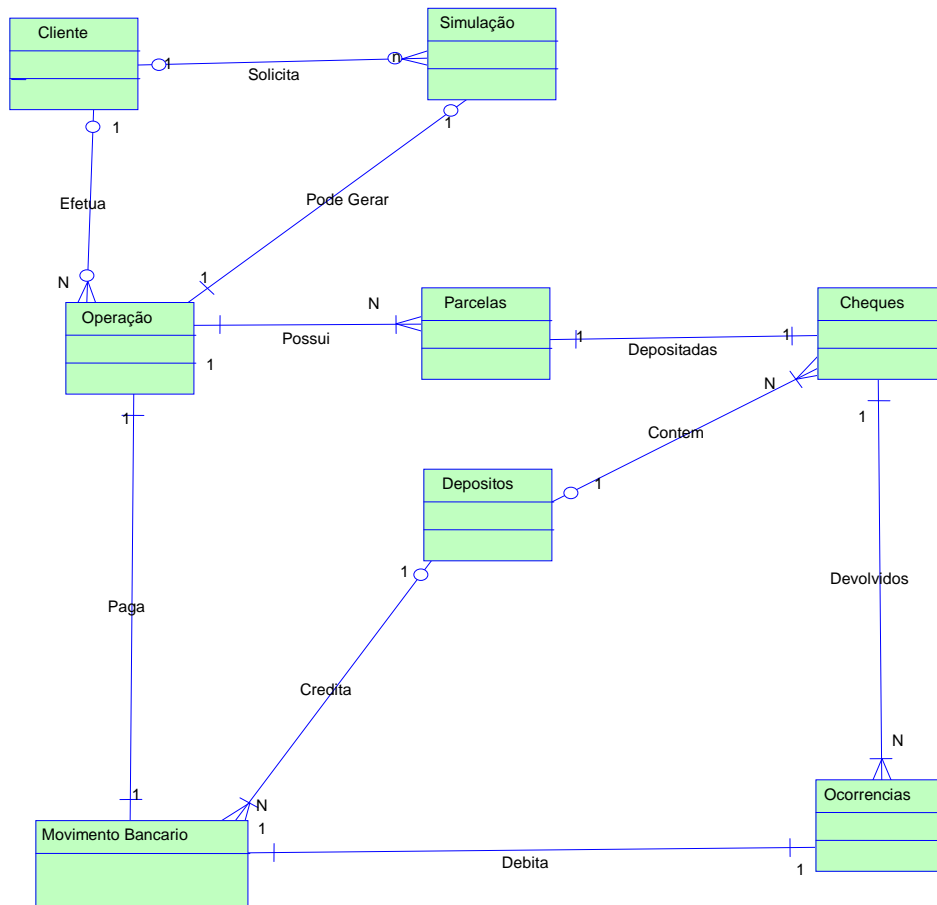 Simulação
Cliente
1
n
Solicita
1
1
Pode Gerar
Efetua
1
N
N
Parcelas
Cheques
Operação
Possui
1
1
1
Depositadas
1
N
1
1
Contem
Depositos
1
1
Devolvidos
Paga
Credita
N
1
Ocorrencias
N
1
Movimento Bancario
Debita
1